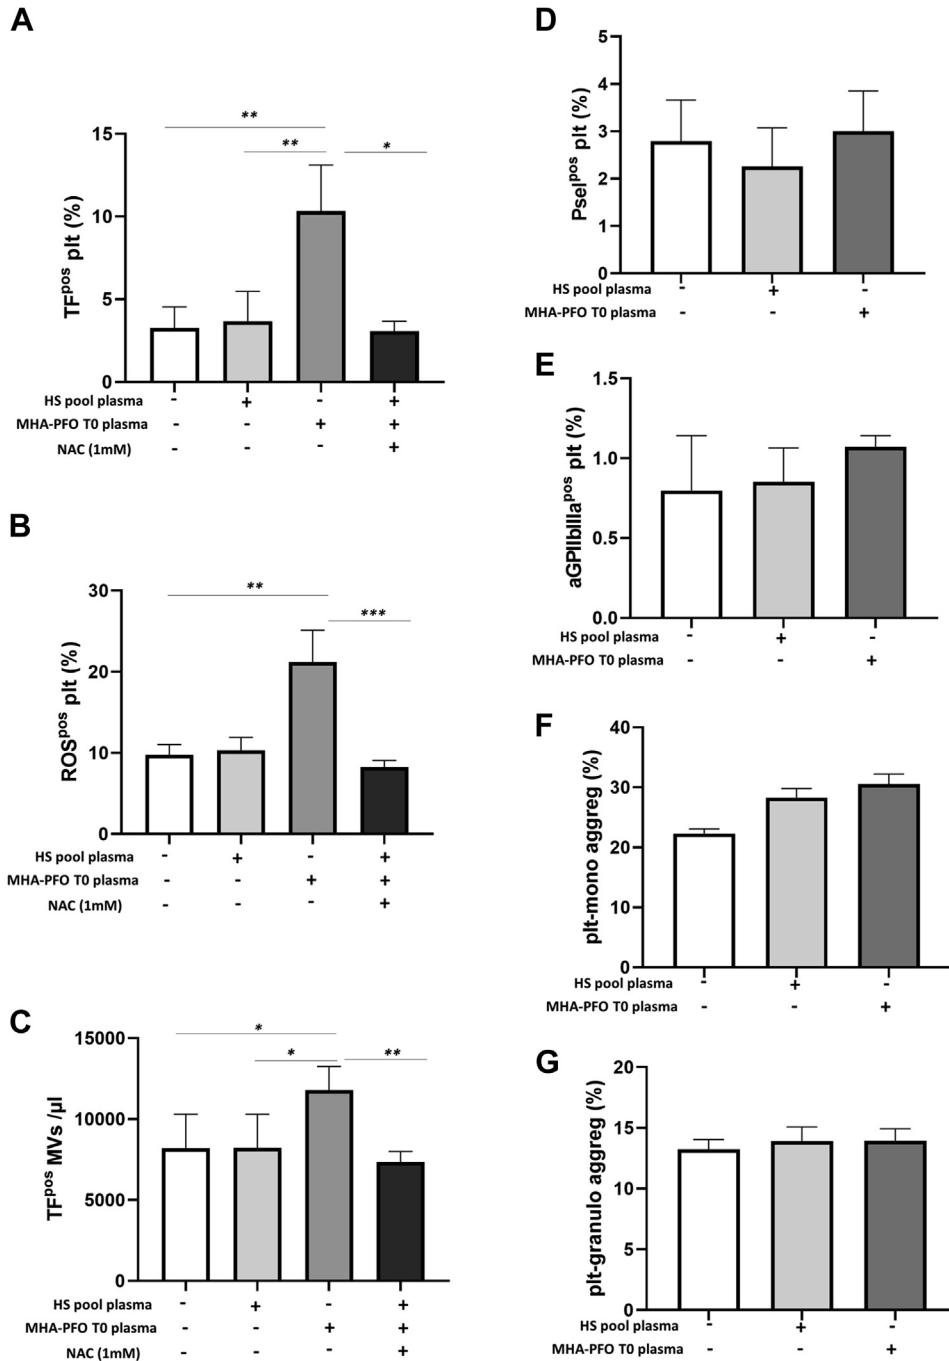 A
TFpos plt (%)
15
10
5
0
** 
** *
HS pool plasma - + - +
MHA-PFO T0 plasma - - + +
NAC (1mM) - - - +
B
ROSpos plt (%)
30
20
10
0
**
***
HS pool plasma - + - +
MHA-PFO T0 plasma - - + +
NAC (1mM) - - - +
C
TFpos MVs /µl
15000
10000
5000
0
*
* **
HS pool plasma - + - +
MHA-PFO T0 plasma - - + +
NAC (1mM) - - - +
D
Pselpos plt (%)
5
4
3
2
1
0
HS pool plasma - + -
MHA-PFO T0 plasma - - +
E
aGPIIbIIIapos plt (%)
1.5
1.0
0.5
0.0
HS pool plasma - + -
MHA-PFO T0 plasma - - +
F
plt-mono aggreg (%)
40
30
20
10
0
HS pool plasma - + -
MHA-PFO T0 plasma - - +
G
plt-granulo aggreg (%)
20
15
10
5
0
HS pool plasma - + -
MHA-PFO T0 plasma - - +